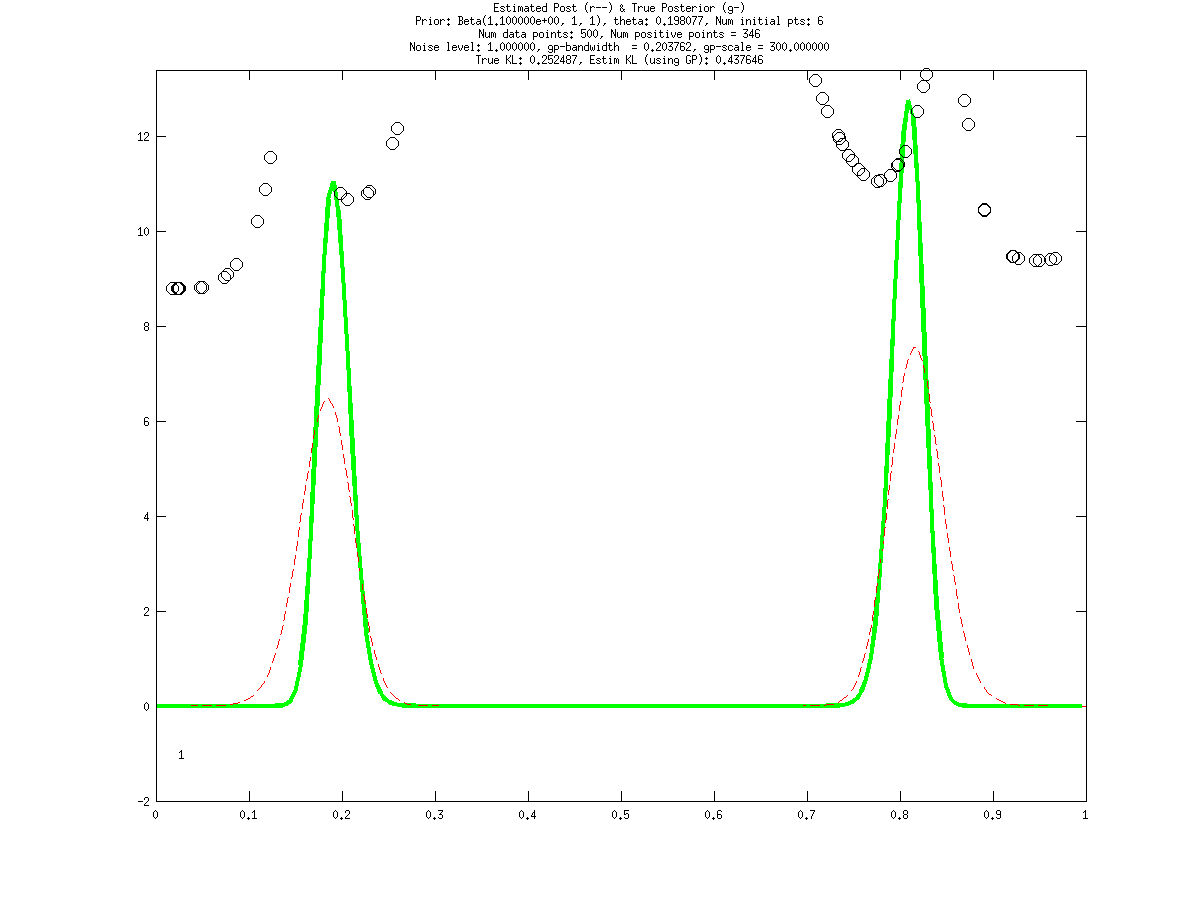 Estimated Post (r--) & True Posterior (g-)
Prior: Beta(1.100000e+00, 1, 1), theta: 0.198077, Num initial pts: 6
Num data points: 500, Num positive points = 346
Noise level: 1.000000, gp-bandwidth  = 0.203762, gp-scale = 300.000000
True KL: 0.252487, Estim KL (using GP): 0.437646
12
10
8
6
4
2
0
1
-2
0 0.1 0.2 0.3 0.4 0.5 0.6 0.7 0.8 0.9 1